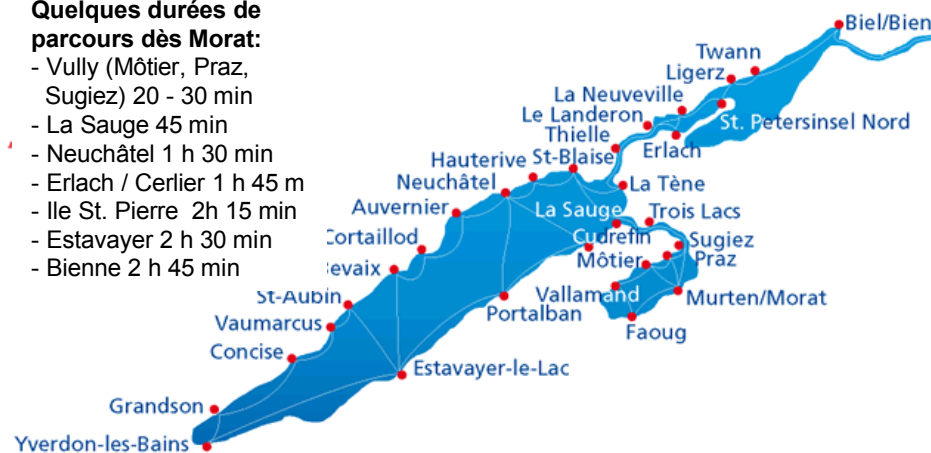 Quelques durées de
parcours dès Morat:
- Vully (Môtier, Praz,
Sugiez) 20 - 30 min
- La Sauge 45 min
- Neuchâtel 1 h 30 min
- Erlach / Cerlier 1 h 45 m
- Ile St. Pierre 2h 15 min
- Estavayer 2 h 30 min
- Bienne 2 h 45 min
Biel/Bien
Twann
Ligerz
La Neuveville
Le Landeron
St. Petersinsel Nord
Thielle
Erlach
Hauterive
St-Blaise
Neuchâtel
La Tène
Auvernier
La Sauge
Trois Lacs
Cortaillod
Cudrefin
Sugiez
Môtier
Praz
evaix
St-Aubin
Vallamand
Murten/Morat
Portalban
Vaumarcus
Faoug
Concise
Estavayer-le-Lac
Grandson
Yverdon-les-Bains